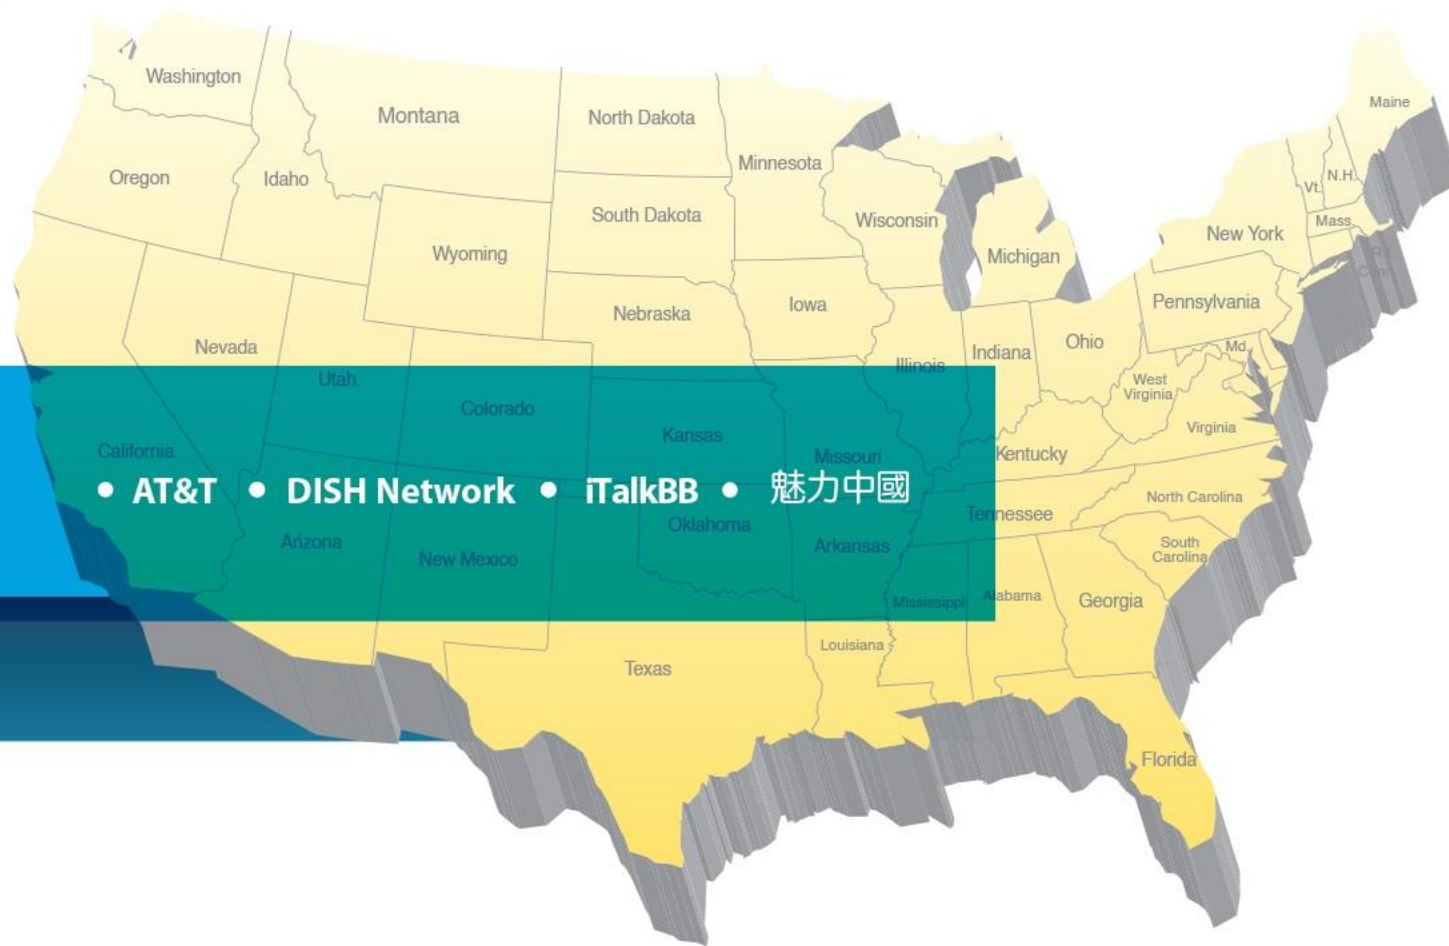 Washington
Montana
North Dakota
Minnesota
Maine
Oregon
Idaho
South Dakota
Wisconsin
Vt.
N.H.
Mass.
New York
Wyoming
Michigan
R.I.
Conn.
Nebraska
Iowa
Pennsylvania
Nevada
Illinois
Indiana
Ohio
Md.
Utah
Colorado
West
Virginia
Kansas
Virginia
California
Missouri
Kentucky
• AT&T • DISH Network • iTalkBB • 魅力中國
North Carolina
Oklahoma
Tennessee
Arizona
New Mexico
Arkansas
South
Carolina
Mississippi
Alabama
Georgia
Louisiana
Texas
Florida